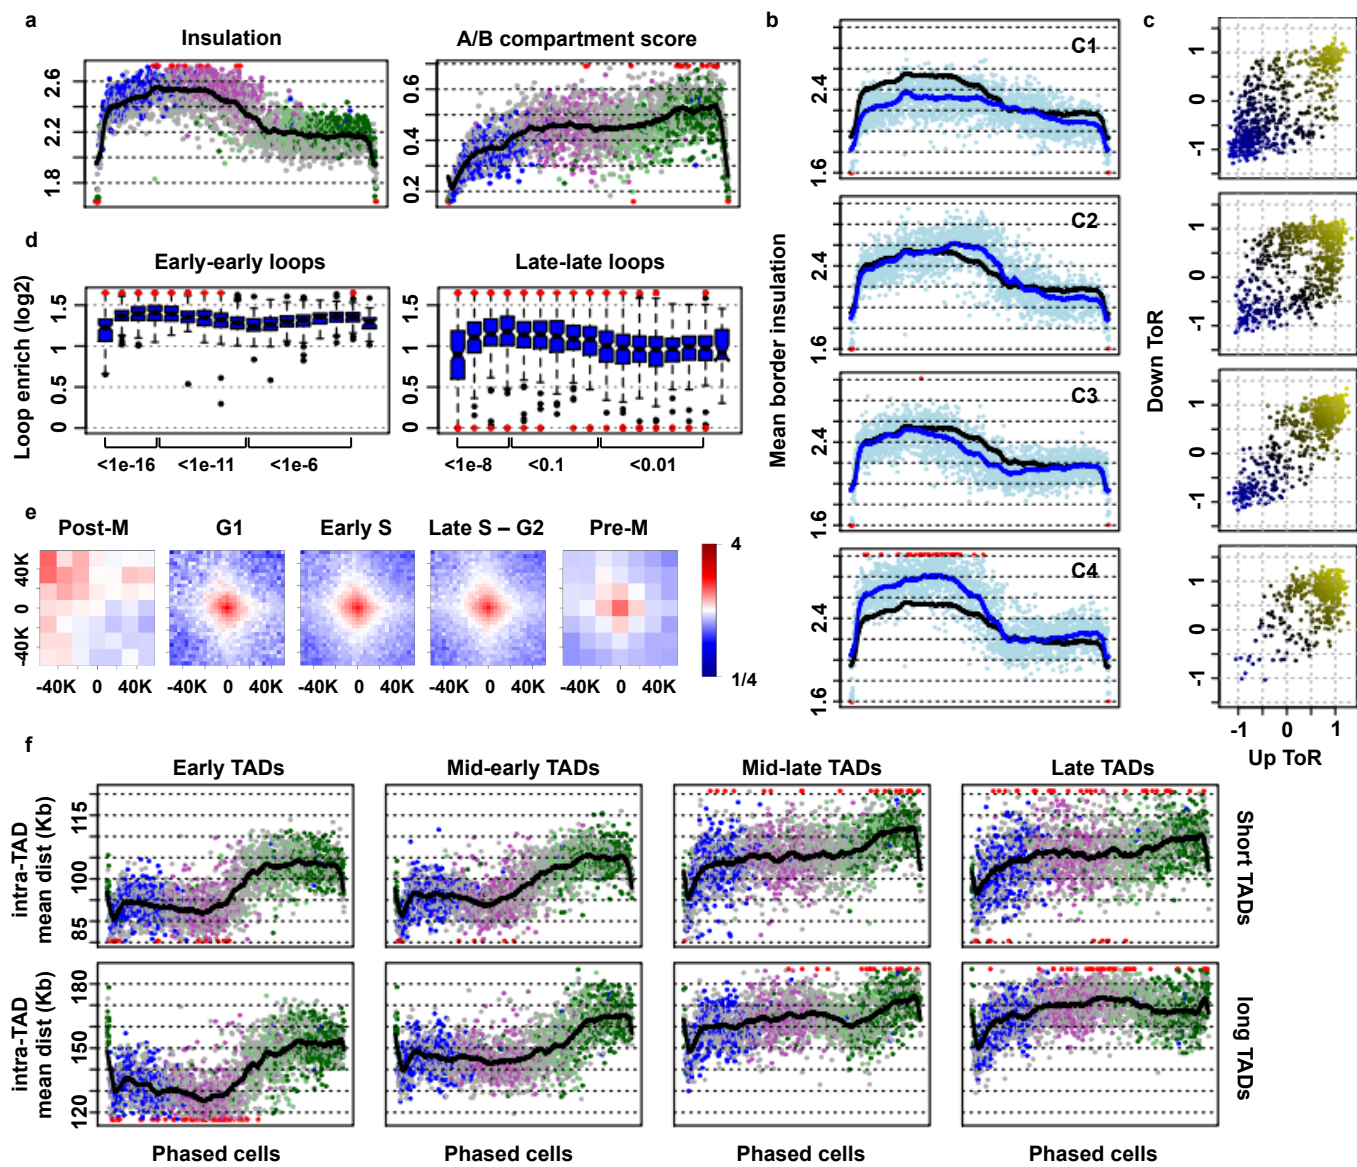 a
Insulation
2.6
2.2
1.8
A/B compartment score
0.6
0.4
0.2
b
Mean border insulation
C1
2.4
1.6
C2
2.4
1.6
C3
2.4
1.6
C4
2.4
1.6
c
Down ToR
1
0
-1
1
0
-1
1
0
-1
1
0
-1
-1 0 1
Up ToR
d
Early-early loops
Loop enrich (log2)
1.5
1
0.5
0
<1e-16 <1e-11 <1e-6
Late-late loops
1.5
1
0.5
0
<1e-8 <0.1 <0.01
e
Post-M G1 Early S Late S – G2 Pre-M
40K
0
-40K
-40K 0 40K
-40K 0 40K
-40K 0 40K
-40K 0 40K
-40K 0 40K
4
1/4
f
Early TADs Mid-early TADs Mid-late TADs Late TADs
intra-TAD
mean dist (Kb)
115
100
85
Short TADs
intra-TAD
mean dist (Kb)
180
150
120
long TADs
Phased cells Phased cells Phased cells Phased cells